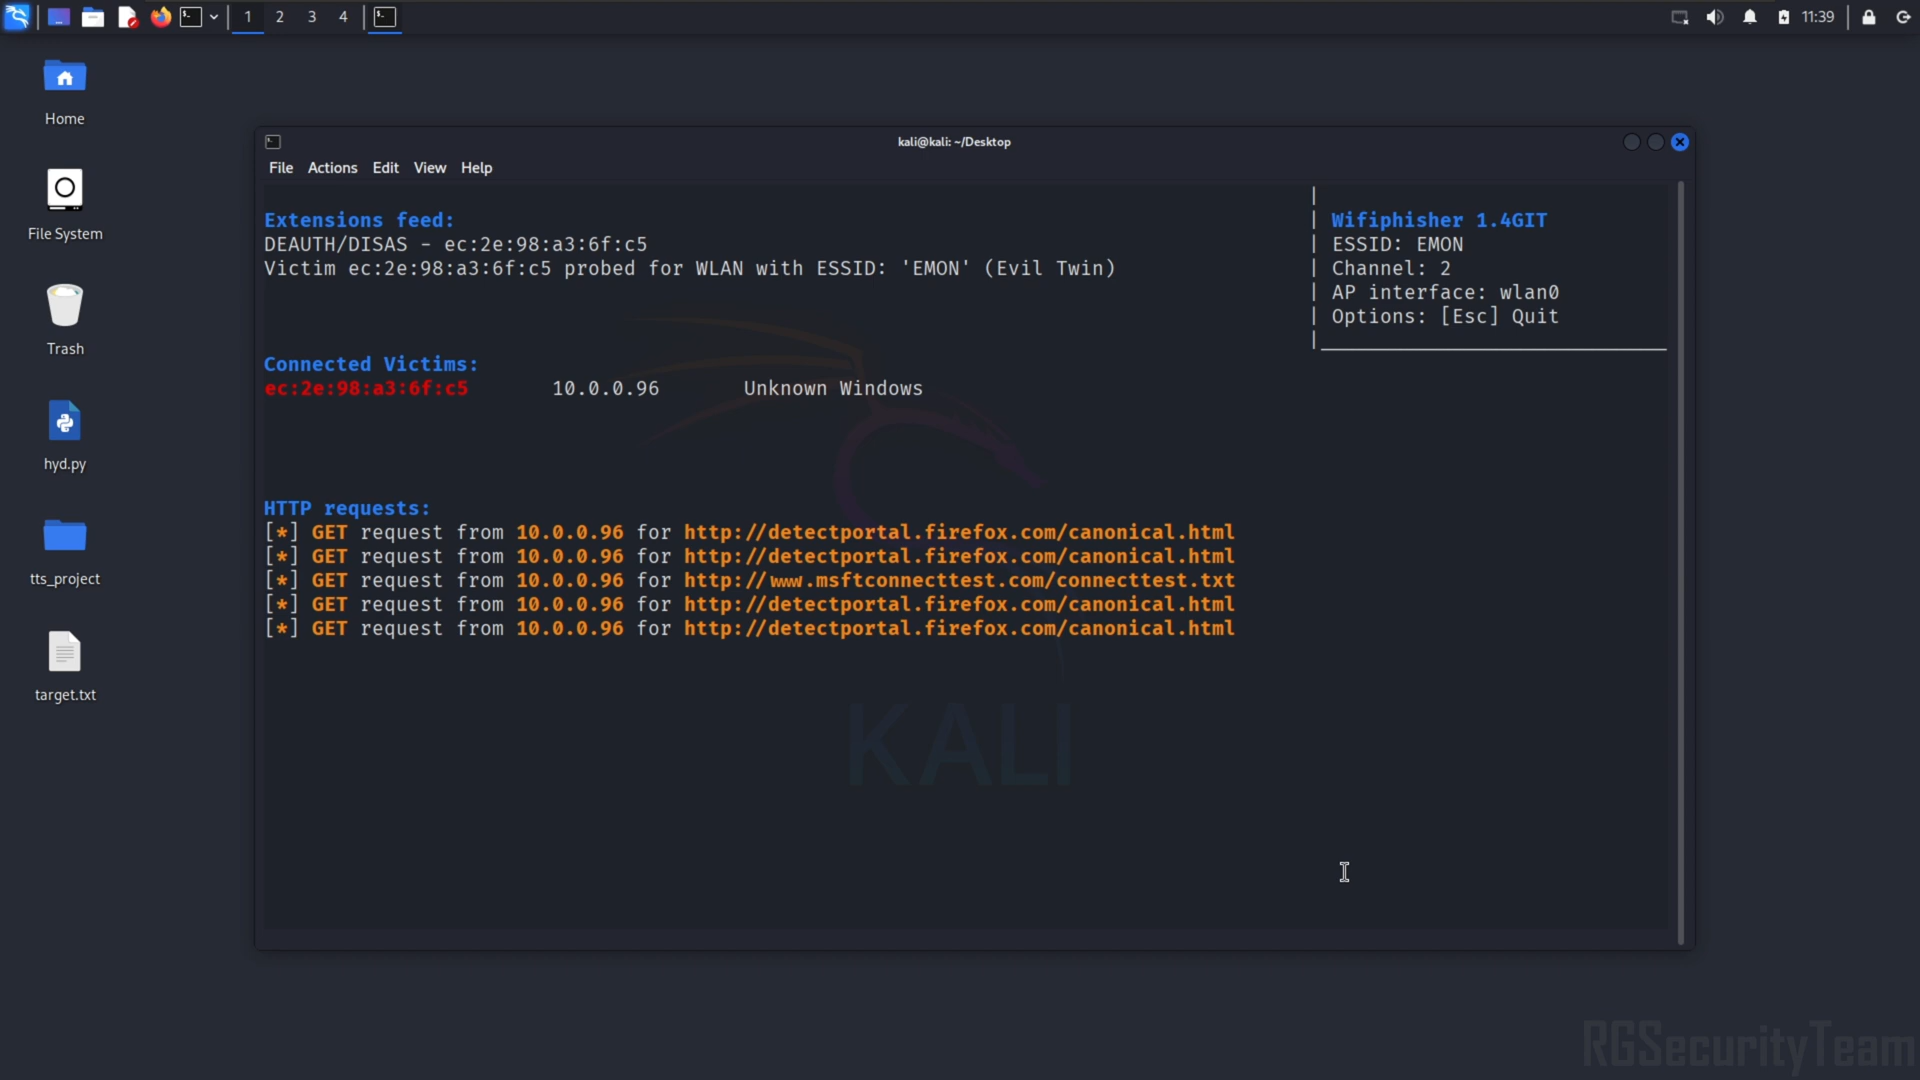 1 2 3 4
11:39
Home
File System
Trash
hyd.py
tts_project
target.txt
kali@kali: ~/Desktop
File Actions Edit View Help
Extensions feed:
DEAUTH/DISAS - ec:2e:98:a3:6f:c5
Victim ec:2e:98:a3:6f:c5 probed for WLAN with ESSID: 'EMON' (Evil Twin)
| Wifiphisher 1.4GIT
| ESSID: EMON
| Channel: 2
| AP interface: wlan0
| Options: [Esc] Quit
Connected Victims:
ec:2e:98:a3:6f:c5 10.0.0.96 Unknown Windows
HTTP requests:
[*] GET request from 10.0.0.96 for http://detectportal.firefox.com/canonical.html
[*] GET request from 10.0.0.96 for http://detectportal.firefox.com/canonical.html
[*] GET request from 10.0.0.96 for http://www.msftconnecttest.com/connecttest.txt
[*] GET request from 10.0.0.96 for http://detectportal.firefox.com/canonical.html
[*] GET request from 10.0.0.96 for http://detectportal.firefox.com/canonical.html
KALI
RGSecurityTeam